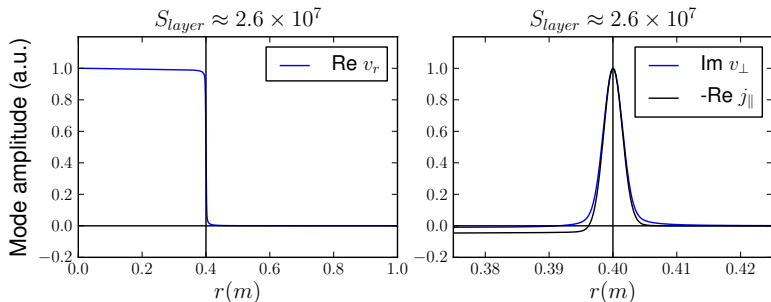 S_layer ≈ 2.6 × 10^7
Mode amplitude (a.u.)
1.0
0.8
0.6
0.4
0.2
0.0
−0.2
0.0 0.2 0.4 0.6 0.8 1.0
r(m)
Re v_r
S_layer ≈ 2.6 × 10^7
1.0
0.8
0.6
0.4
0.2
0.0
−0.2
0.38 0.39 0.40 0.41 0.42
r(m)
Im v_⊥
-Re j_∥